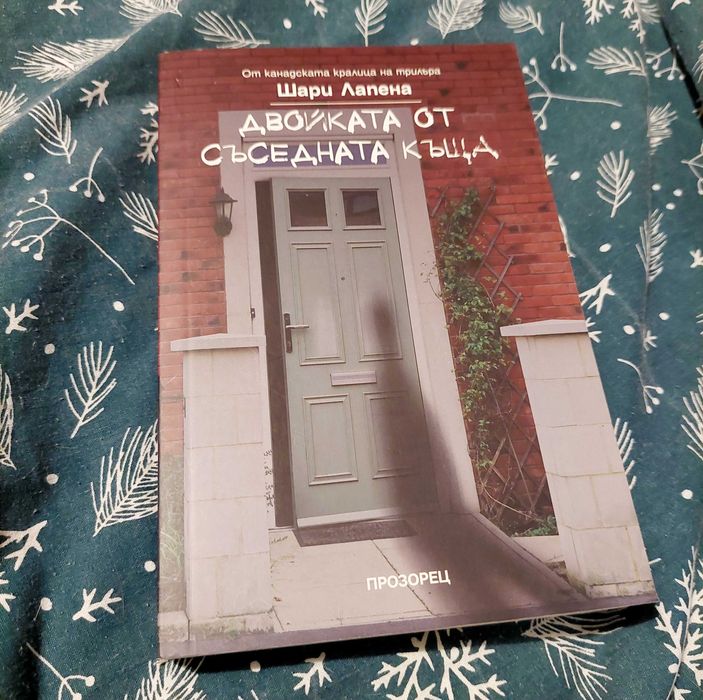 От канадската кралица на трилъра
Шари Лапена
ДВОЙКАТА ОТ
СЪСЕДНАТА КЪЩА
ПРОЗОРЕЦ